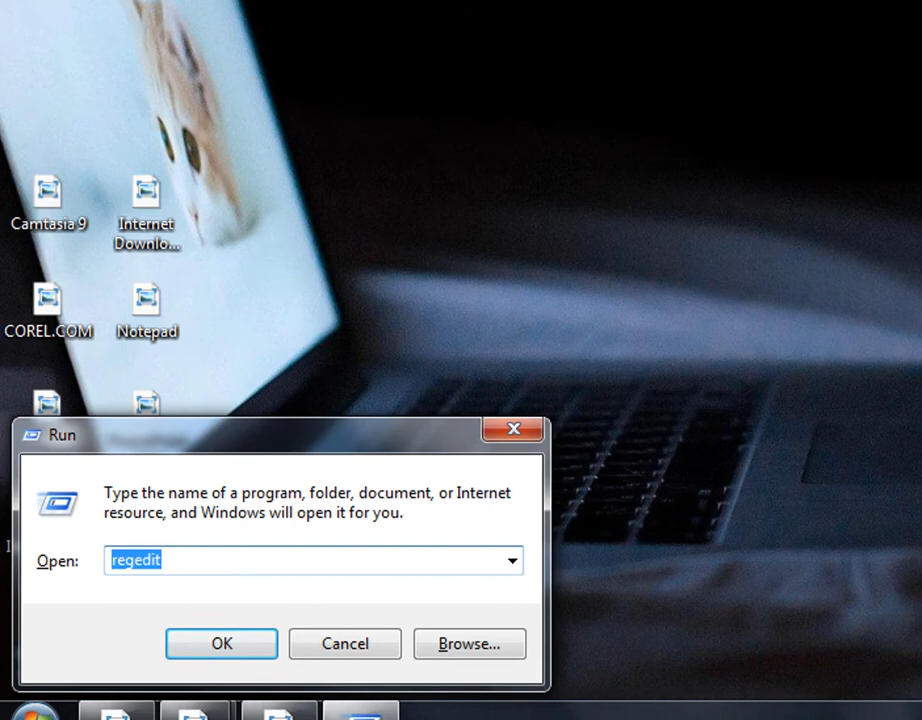 Camtasia 9
Internet
Downlo...
COREL.COM
Notepad
Run
Type the name of a program, folder, document, or Internet
resource, and Windows will open it for you.
Open:
regedit
OK
Cancel
Browse...